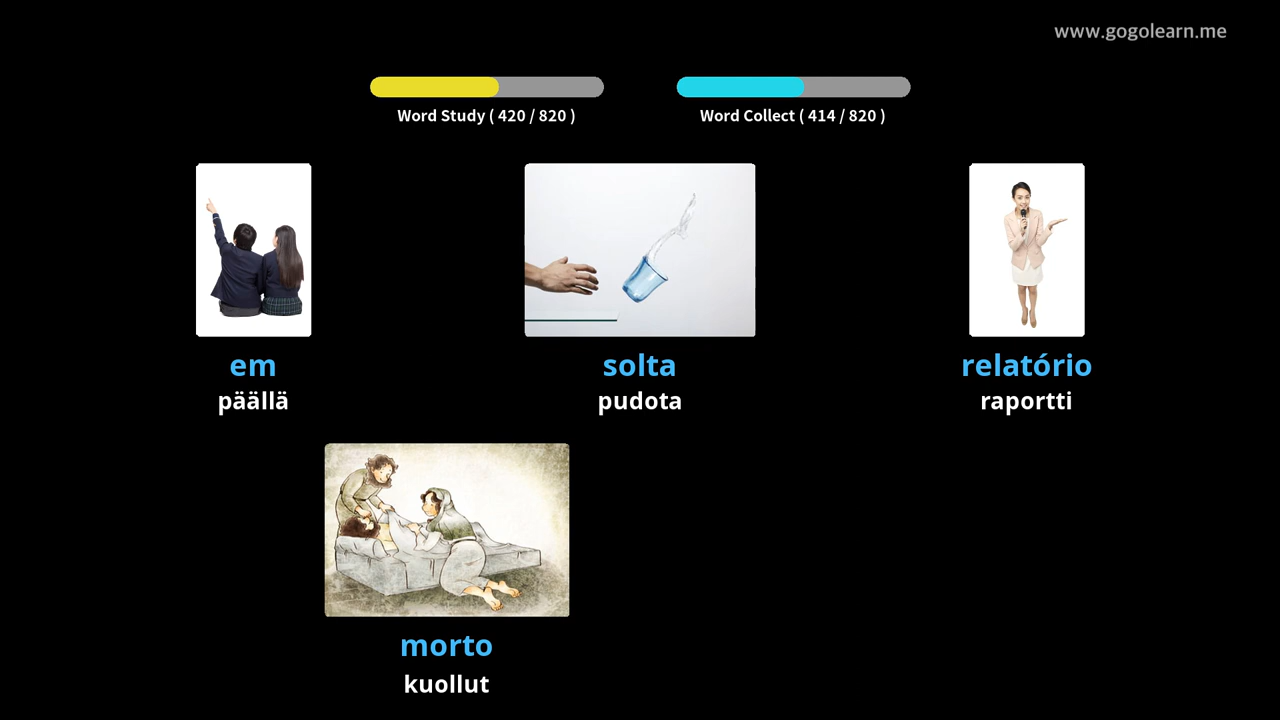 www.gogolearn.me
Word Study ( 420 / 820 )
Word Collect ( 414 / 820 )
em
päällä
solta
pudota
relatório
raportti
morto
kuollut